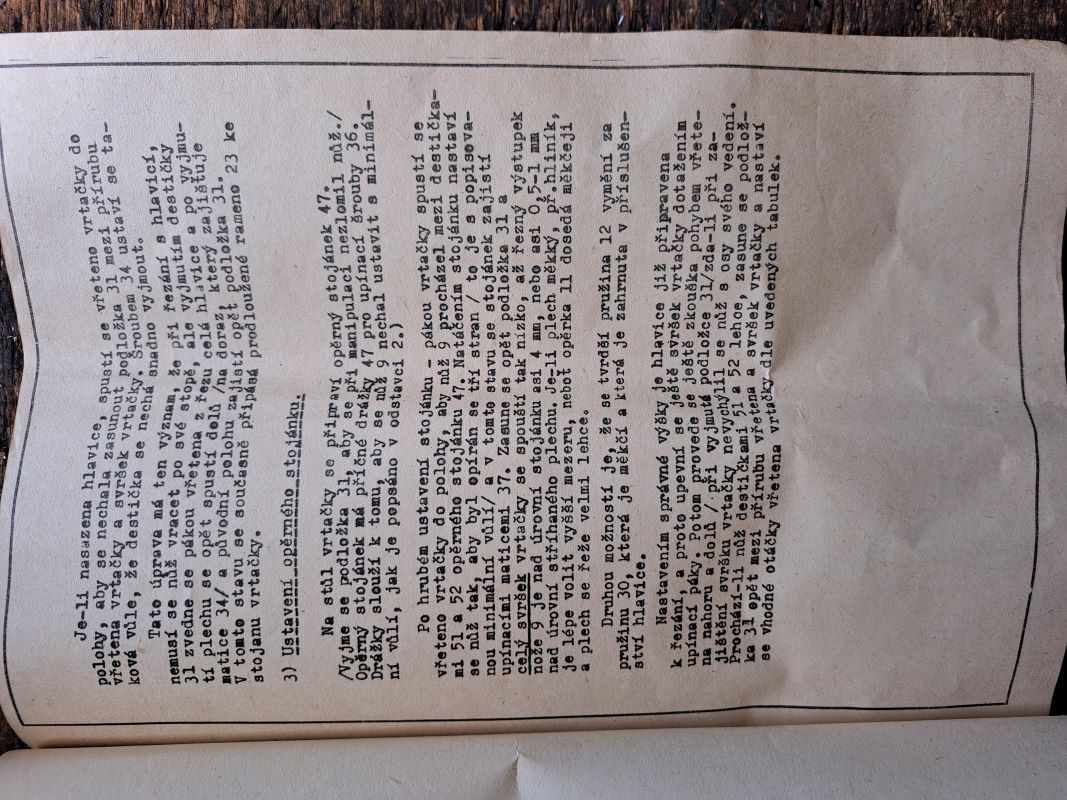 Je-li nasazena hlavice, spustí se vřeteno vrtačky do
polohy, aby se nechala zasunout podložka 31 mezi přírubu
vřetena vrtačky a svršek vrtačky. Šroubem 34 ustaví se ta-
ková vůle, že destička se nechá snadno vyjmout.
Tato úprava má ten význam, že při řezání s hlavicí,
nemusí se nůž vracet po své stopě, ale vyjmutím destičky
31 zvedne se pákou vřetena z řezu celá hlavice a po vyjmu-
tí plechu se opět spustí dolů /na doraz, který zajištuje
matice 34/ a původní polohu zajistí opět podložka 31.
V tomto stavu se současně připásá prodloužené rameno 23 ke
stojanu vrtačky.
3) Ustavení opěrného stojánku.
Na stůl vrtačky se připraví opěrný stojánek 47.
/Vyjme se podložka 31, aby se při manipulaci nezlomil nůž./
Opěrný stojánek má příčné drážky 47 pro upínací šrouby 36.
Drážky slouží k tomu, aby se nůž 9 nechal ustavit s minimál-
ní vůlí, jak je popsáno v odstavci 2.)
Po hrubém ustavení stojánku - pákou vrtačky spustí se
vřeteno vrtačky do polohy, aby nůž 9 procházel mezi destička-
mi 51 a 52 opěrného stojánku 47. Natáčením stojánku nastaví
se nůž tak, aby byl opírán se tří stran / to je s popisova-
nou minimální vůlí/ a v tomto stavu se stojánek zajistí
upínacími maticemi 37. Zasune se opět podložka 31 a
celý svršek vrtačky se spouští tak nízko, až řezný výstupek
nože 9 je nad úrovní stojánku asi 4 mm, nebo asi 0,5-1 mm
nad úrovní stříhaného plechu. Je-li plech měkký, př.hliník,
je lépe volit vyšší mezeru, nebot opěrka 11 dosedá měkčeji
a plech se řeže velmi lehce.
Druhou možností je, že se tvrdší pružina 12 vymění za
pružinu 30, která je měkčí a která je zahrnuta v příslušen-
ství hlavice.
Nastavením správné výšky je hlavice již připravena
k řezání, a proto upevní se ještě svršek vrtačky dotažením
upínací páky. Potom provede se ještě zkouška pohybem vřete-
na nahoru a dolů / při vyjmuté podložce 31/zda-li při za-
jištění svršku vrtačky nevychýlil se nůž s osy svého vedení.
Prochází-li nůž destičkami 51 a 52 lehce, zasune se podlož-
ka 31 opět mezi přírubu vřetena a svršek vrtačky a nastaví
se vhodné otáčky vřetena vrtačky dle uvedených tabulek.